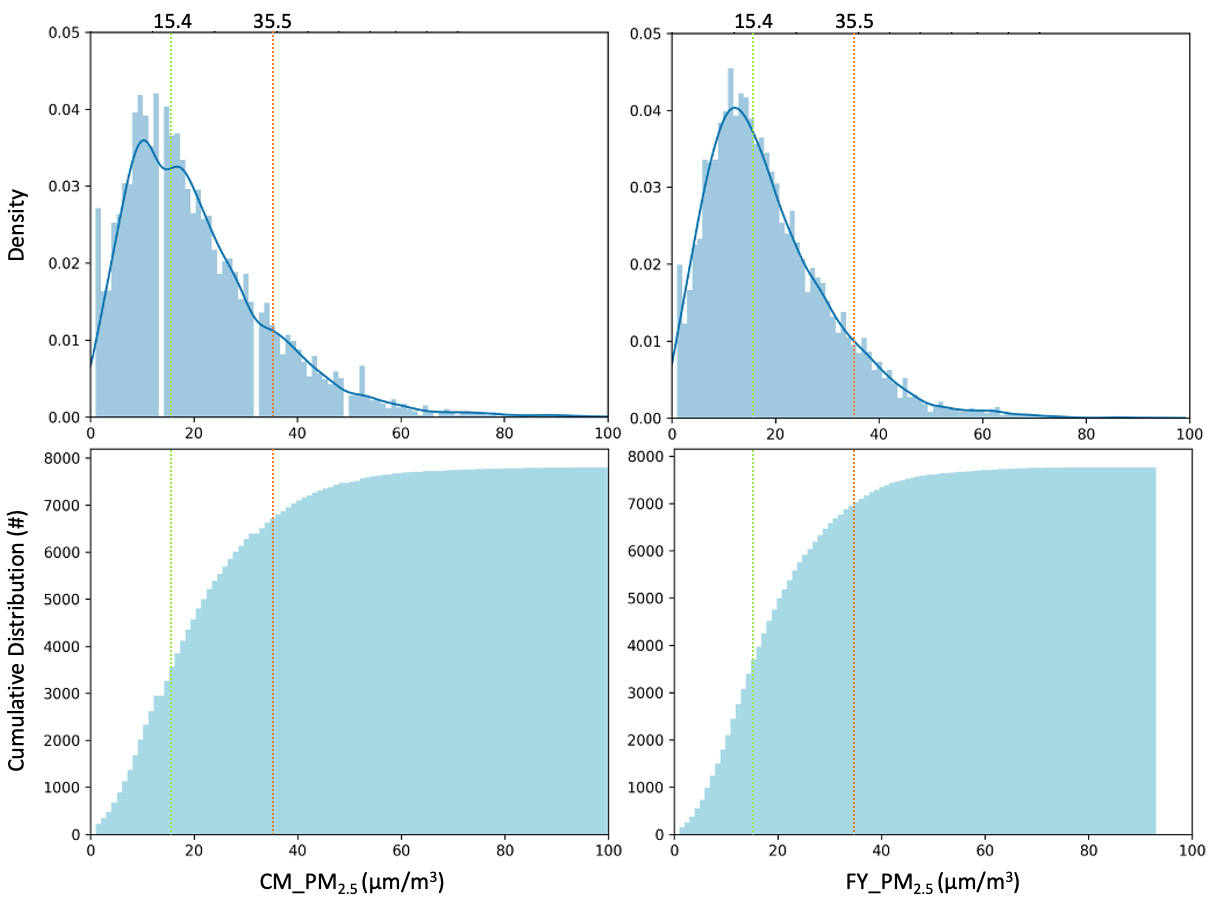 15.4 35.5 15.4 35.5
0.05 0.05
0.04 0.04
0.03 0.03
Density
0.02 0.02
0.01 0.01
0.00 0.00
0 20 40 60 80 100 0 20 40 60 80 100
8000 8000
7000 7000
6000 6000
5000 5000
Cumulative Distribution (#)
4000 4000
3000 3000
2000 2000
1000 1000
0 0
0 20 40 60 80 100 0 20 40 60 80 100
CM_PM2.5 (μm/m³) FY_PM2.5 (μm/m³)